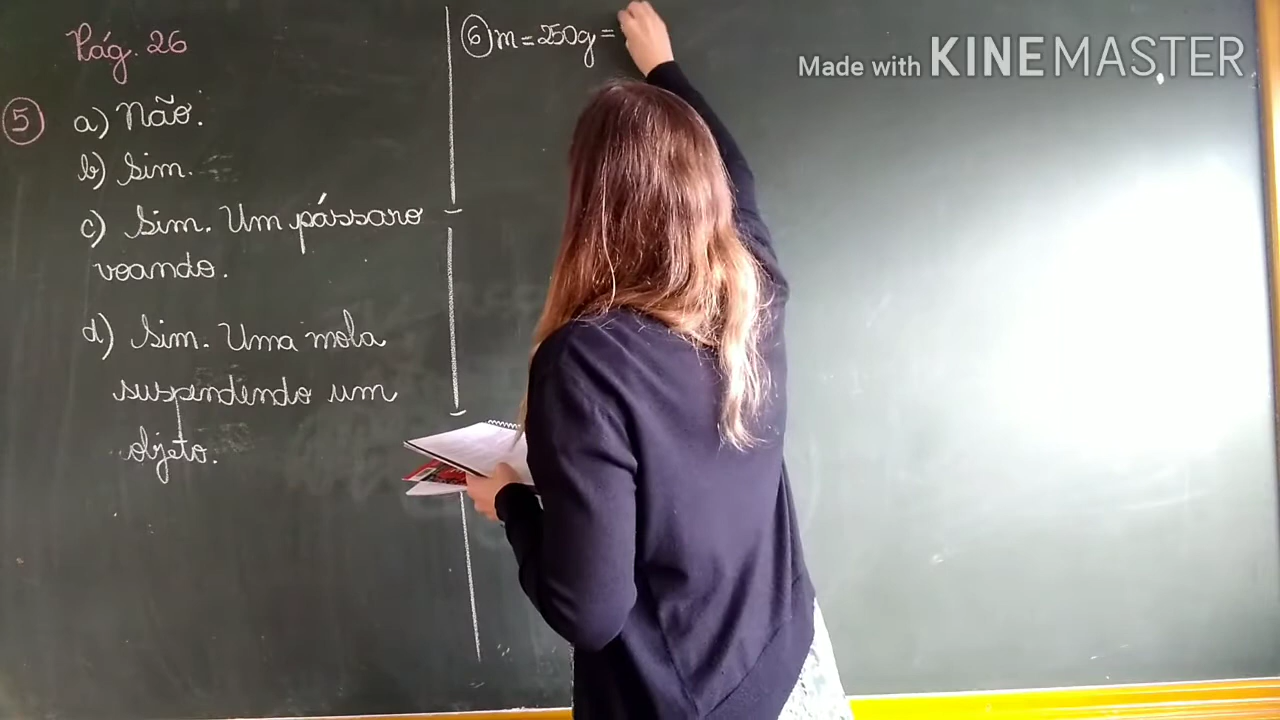 Pág. 26
5 a) Não.
b) Sim.
c) Sim. Um pássaro
voando.
d) Sim. Uma mola
suspendendo um
objeto.
6 m = 250g =
Made with KINEMASTER